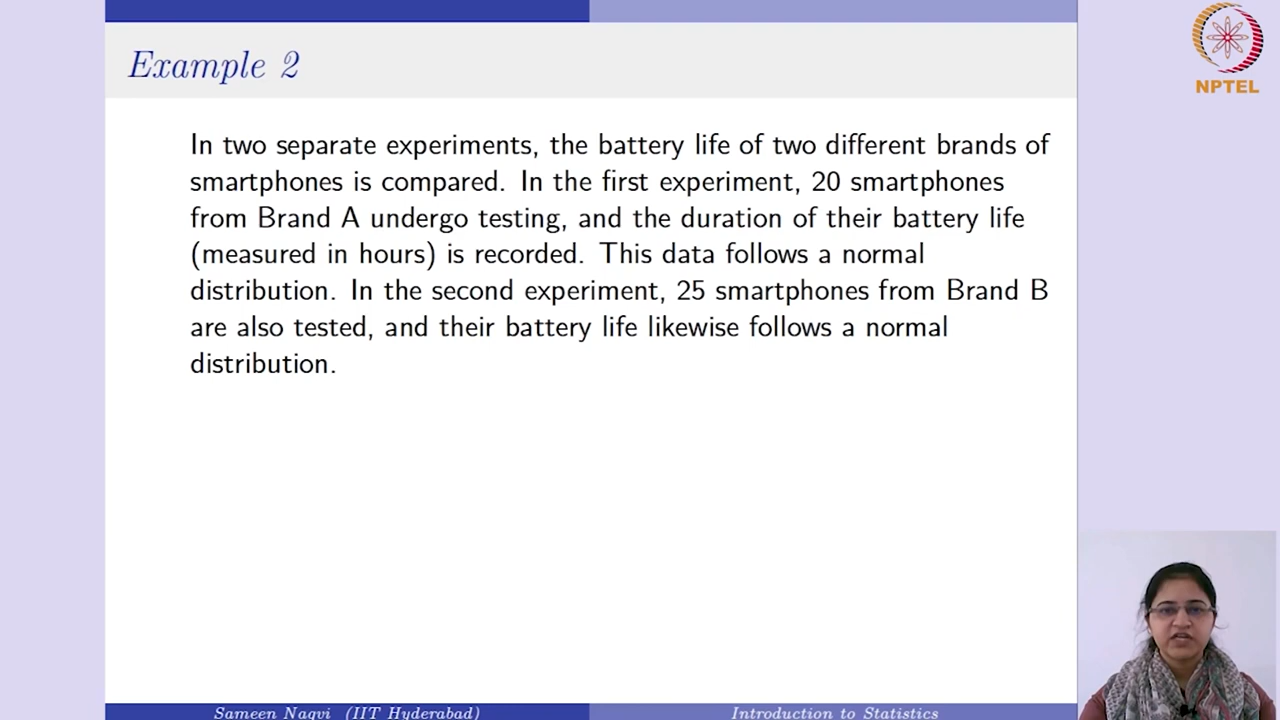 Example 2
NPTEL
In two separate experiments, the battery life of two different brands of
smartphones is compared. In the first experiment, 20 smartphones
from Brand A undergo testing, and the duration of their battery life
(measured in hours) is recorded. This data follows a normal
distribution. In the second experiment, 25 smartphones from Brand B
are also tested, and their battery life likewise follows a normal
distribution.
Sameen Naqvi (IIT Hyderabad)
Introduction to Statistics